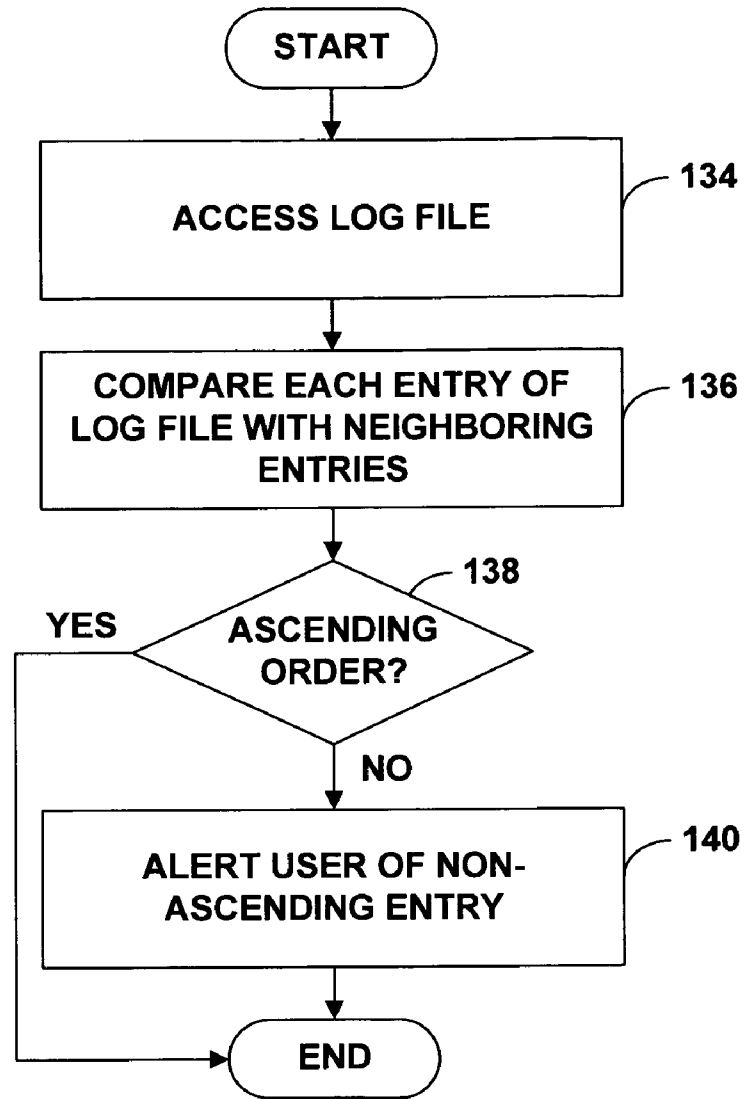 START
134
ACCESS LOG FILE
COMPARE EACH ENTRY OF
LOG FILE WITH NEIGHBORING
ENTRIES
136
138
YES
ASCENDING
ORDER?
NO
140
ALERT USER OF NON-
ASCENDING ENTRY
END